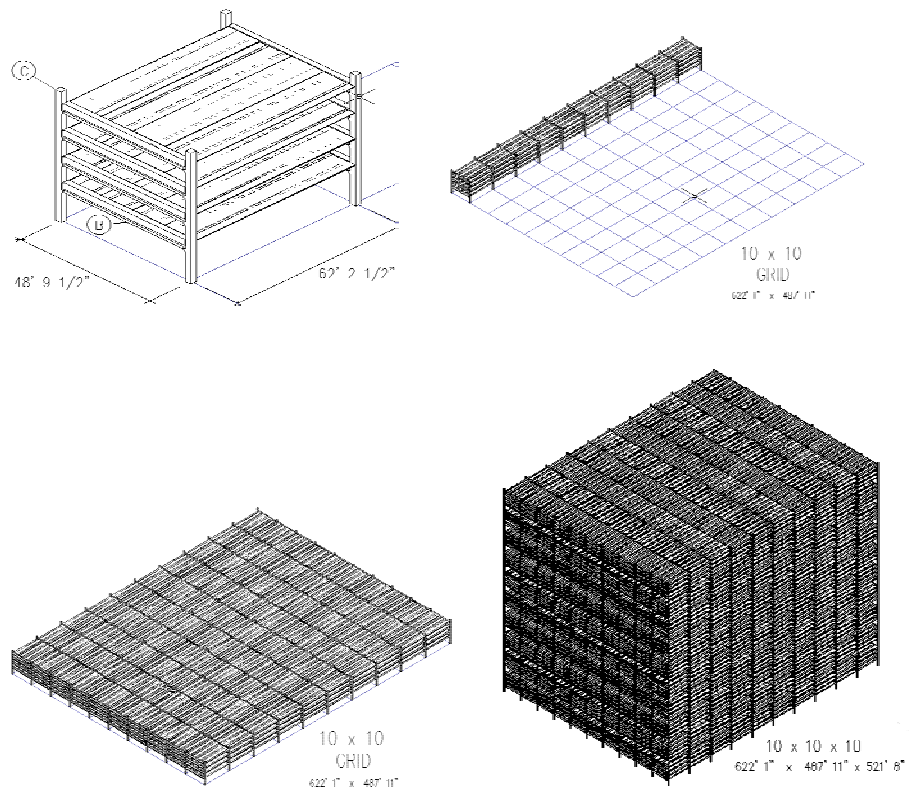 C
B
48' 9 1/2"
62' 2 1/2"
10 x 10
GRID
622' 1" x 487' 11"
10 x 10
GRID
622' 1" x 487' 11"
10 x 10 x 10
622' 1" x 487' 11" x 521' 8"